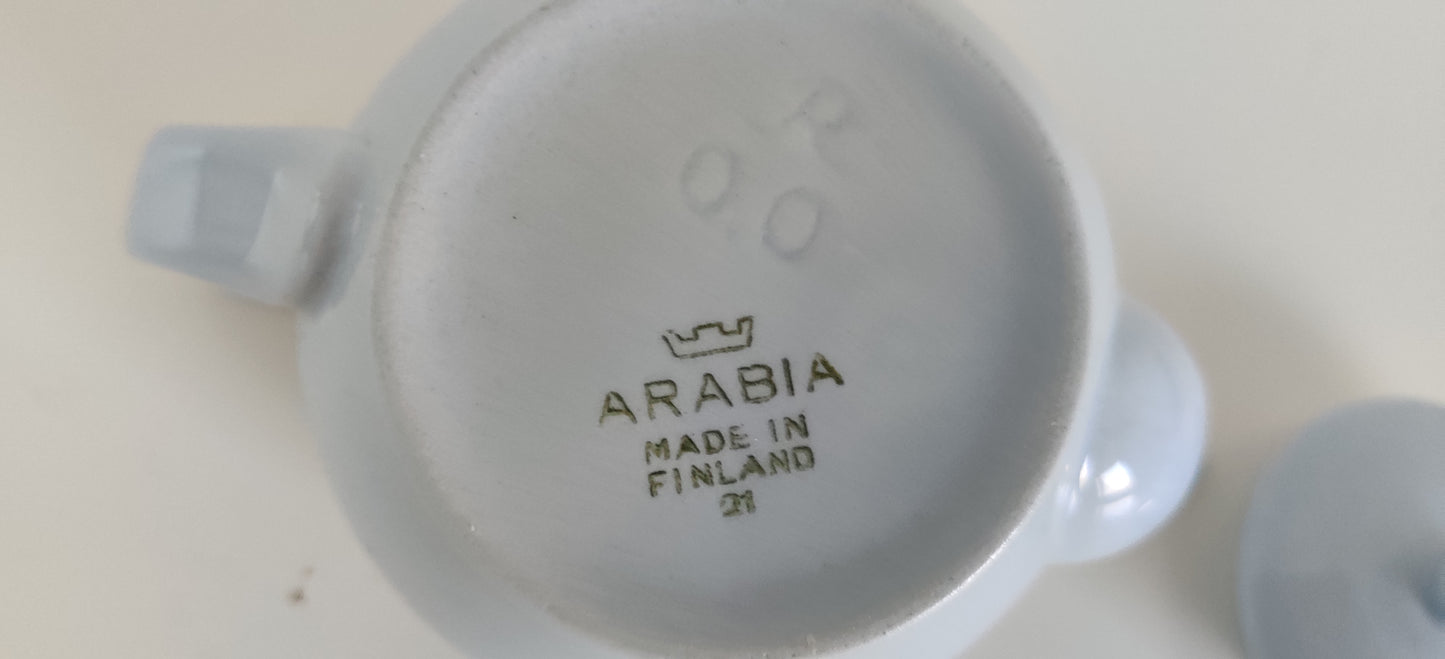 R
O O
ARABIA
MADE IN
FINLAND
21